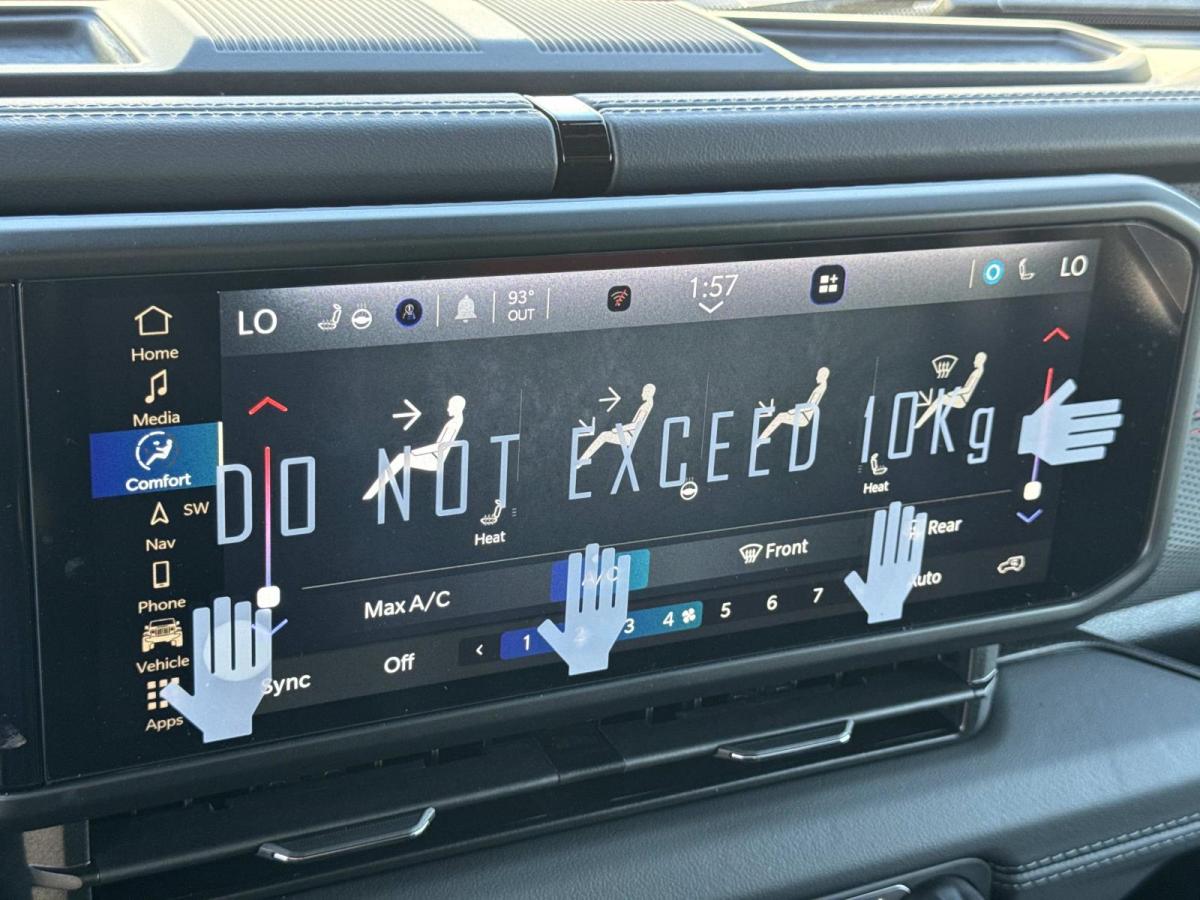 LO
93°
OUT
1:57
LO
Home
Media
Comfort
SW
Nav
Phone
Vehicle
Apps
DO NOT EXCEED 10Kg
Heat
Heat
Max A/C
A/C
Front
Rear
Sync
Off
< 1 2 3 4 5 6 7
Auto